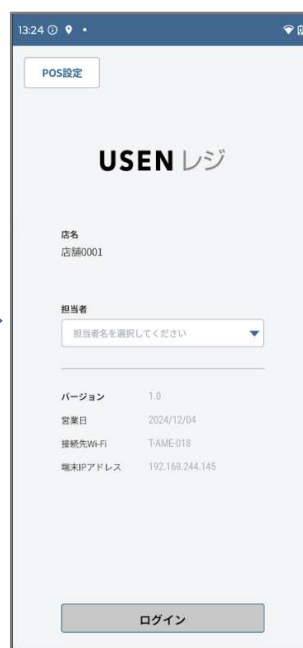 13:24
POS設定
USEN レジ
店名
店舗0001
担当者
担当者名を選択してください
バージョン 1.0
営業日 2024/12/04
接続先Wi-Fi T-AME-018
端末IPアドレス 192.168.244.145
ログイン